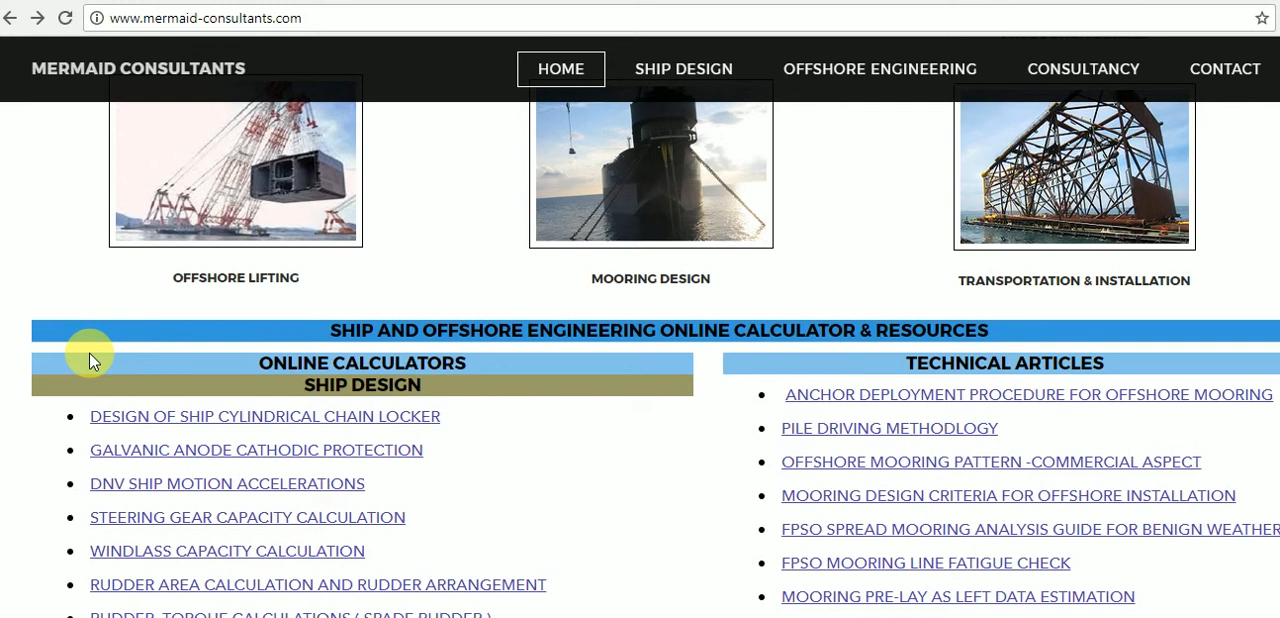 www.mermaid-consultants.com
MERMAID CONSULTANTS HOME SHIP DESIGN OFFSHORE ENGINEERING CONSULTANCY CONTACT
OFFSHORE LIFTING MOORING DESIGN TRANSPORTATION & INSTALLATION
SHIP AND OFFSHORE ENGINEERING ONLINE CALCULATOR & RESOURCES
ONLINE CALCULATORS
SHIP DESIGN
DESIGN OF SHIP CYLINDRICAL CHAIN LOCKER
GALVANIC ANODE CATHODIC PROTECTION
DNV SHIP MOTION ACCELERATIONS
STEERING GEAR CAPACITY CALCULATION
WINDLASS CAPACITY CALCULATION
RUDDER AREA CALCULATION AND RUDDER ARRANGEMENT
RUDDER TORQUE CALCULATIONS ( SPADE RUDDER )
TECHNICAL ARTICLES
ANCHOR DEPLOYMENT PROCEDURE FOR OFFSHORE MOORING
PILE DRIVING METHODLOGY
OFFSHORE MOORING PATTERN -COMMERCIAL ASPECT
MOORING DESIGN CRITERIA FOR OFFSHORE INSTALLATION
FPSO SPREAD MOORING ANALYSIS GUIDE FOR BENIGN WEATHER
FPSO MOORING LINE FATIGUE CHECK
MOORING PRE-LAY AS LEFT DATA ESTIMATION